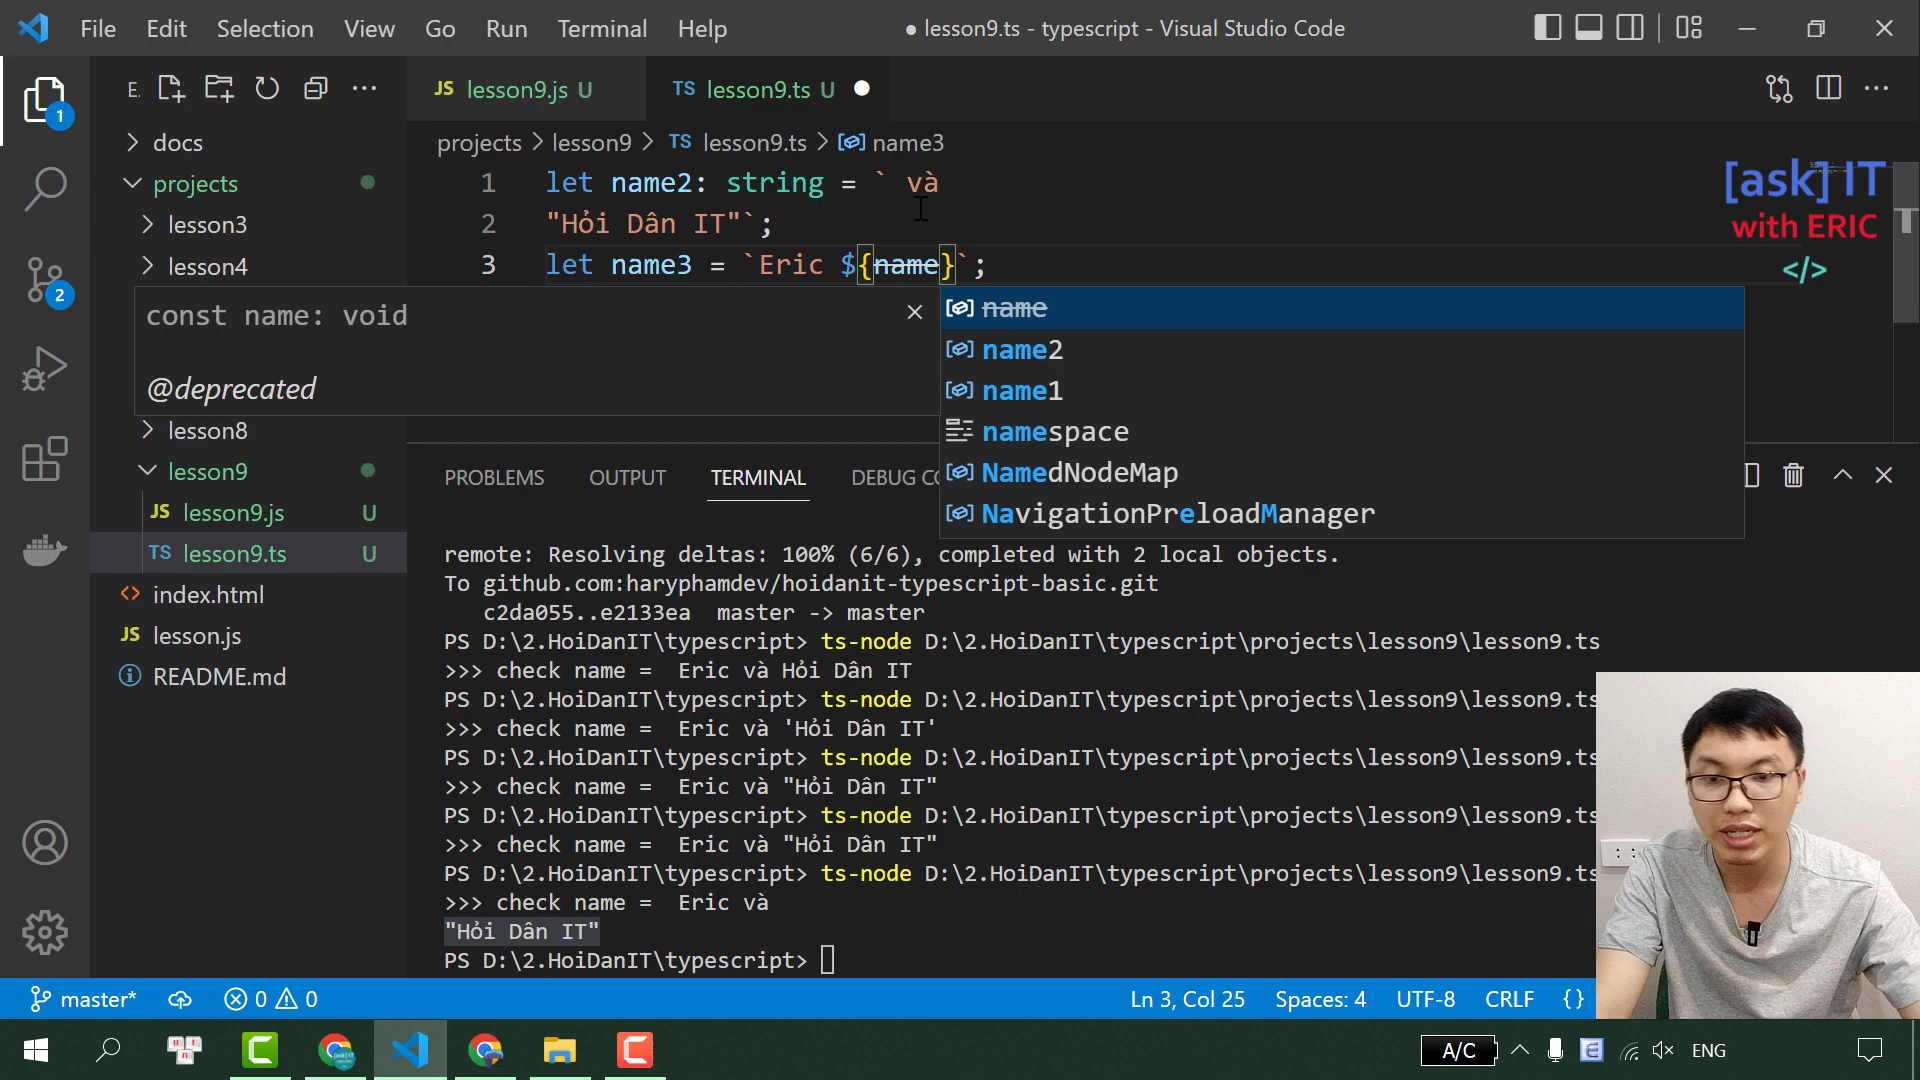 File Edit Selection View Go Run Terminal Help
● lesson9.ts - typescript - Visual Studio Code
E.
JS lesson9.js U
TS lesson9.ts U
projects > lesson9 > TS lesson9.ts > name3
docs
projects
lesson3
lesson4
lesson8
lesson9
JS lesson9.js U
TS lesson9.ts U
index.html
JS lesson.js
README.md
1
2
1 let name2: string = ` và
2 "Hỏi Dân IT"`;
3 let name3 = `Eric ${name}`;
[ask] IT
with ERIC
</>
const name: void
@deprecated
name
name2
name1
namespace
NamedNodeMap
NavigationPreloadManager
PROBLEMS OUTPUT TERMINAL DEBUG CO
remote: Resolving deltas: 100% (6/6), completed with 2 local objects.
To github.com:haryphamdev/hoidanit-typescript-basic.git
c2da055..e2133ea master -> master
PS D:\2.HoiDanIT\typescript> ts-node D:\2.HoiDanIT\typescript\projects\lesson9\lesson9.ts
>>> check name = Eric và Hỏi Dân IT
PS D:\2.HoiDanIT\typescript> ts-node D:\2.HoiDanIT\typescript\projects\lesson9\lesson9.ts
>>> check name = Eric và 'Hỏi Dân IT'
PS D:\2.HoiDanIT\typescript> ts-node D:\2.HoiDanIT\typescript\projects\lesson9\lesson9.ts
>>> check name = Eric và "Hỏi Dân IT"
PS D:\2.HoiDanIT\typescript> ts-node D:\2.HoiDanIT\typescript\projects\lesson9\lesson9.ts
>>> check name = Eric và "Hỏi Dân IT"
PS D:\2.HoiDanIT\typescript> ts-node D:\2.HoiDanIT\typescript\projects\lesson9\lesson9.ts
>>> check name = Eric và
"Hỏi Dân IT"
PS D:\2.HoiDanIT\typescript>
master* 0 0
Ln 3, Col 25 Spaces: 4 UTF-8 CRLF {}
A/C ENG